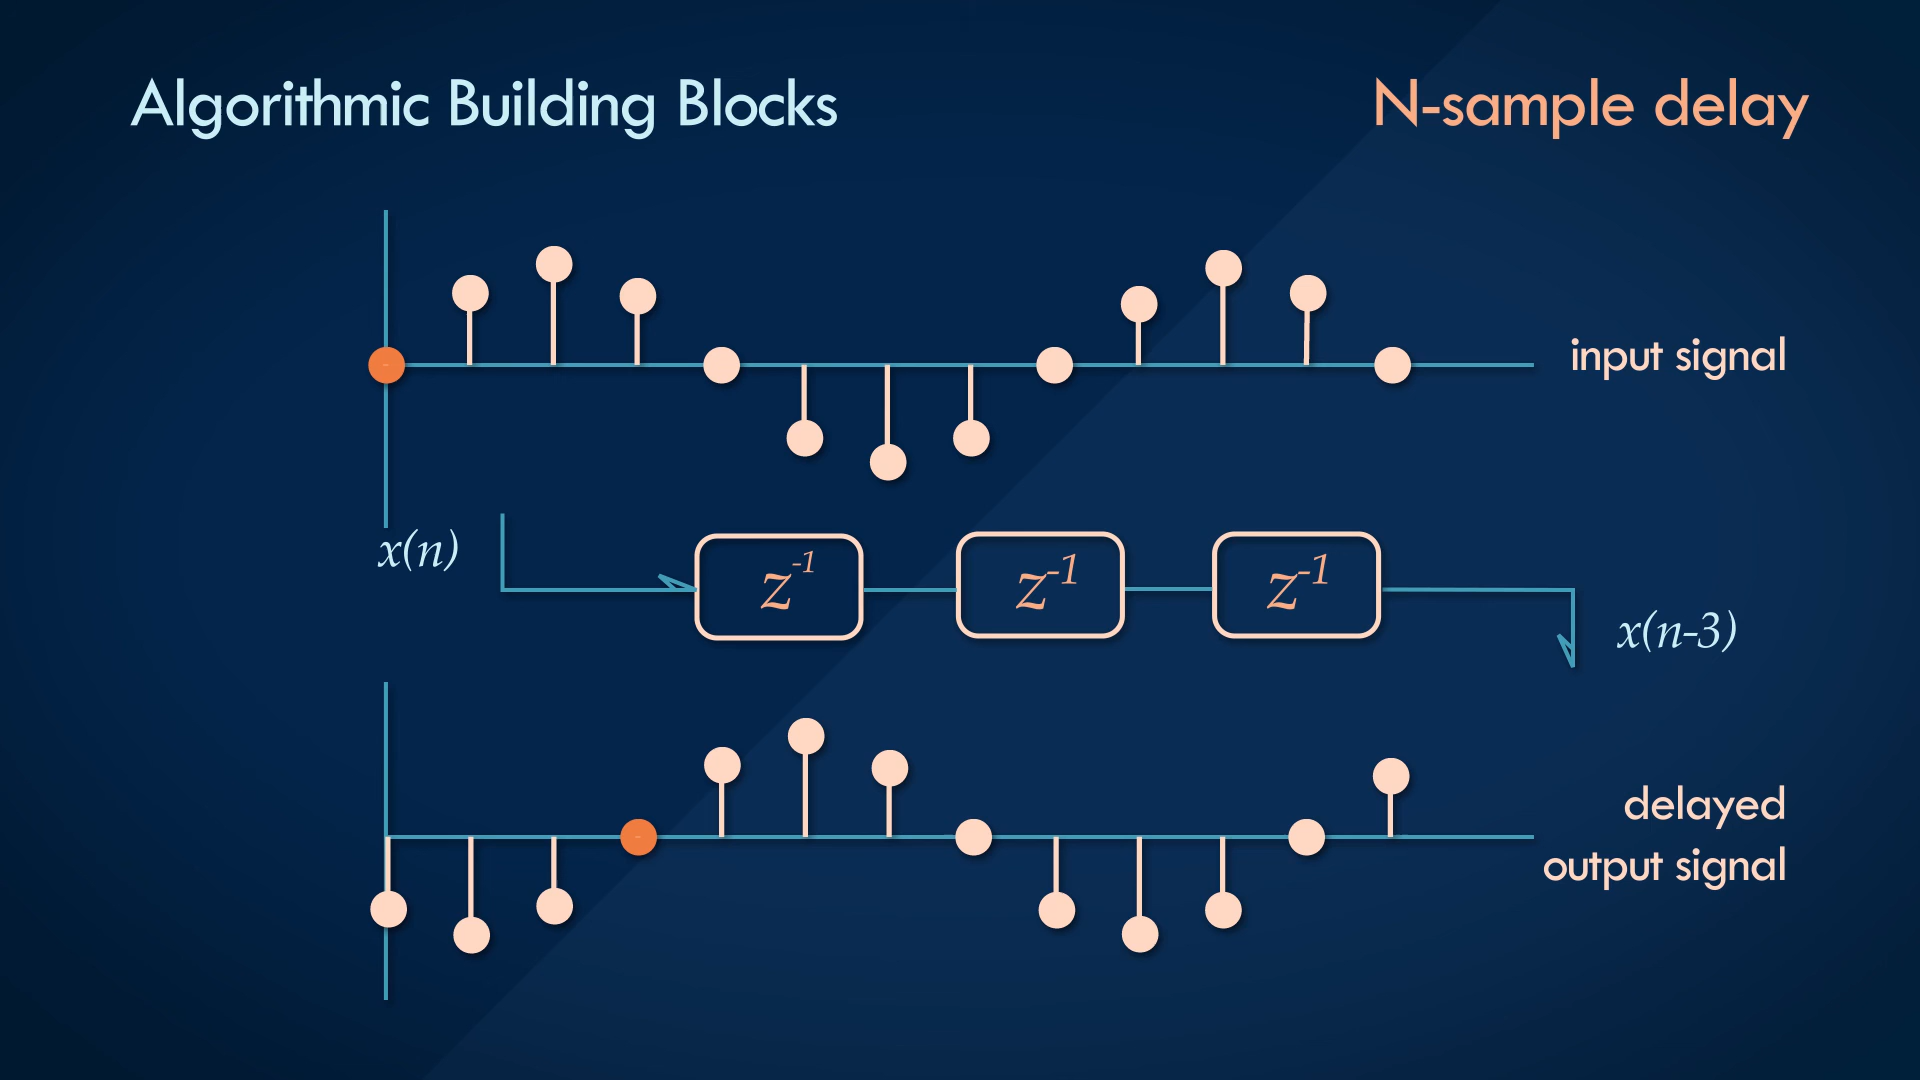 Algorithmic Building Blocks
N-sample delay
input signal
x(n)
z⁻¹
z⁻¹
z⁻¹
x(n-3)
delayed
output signal